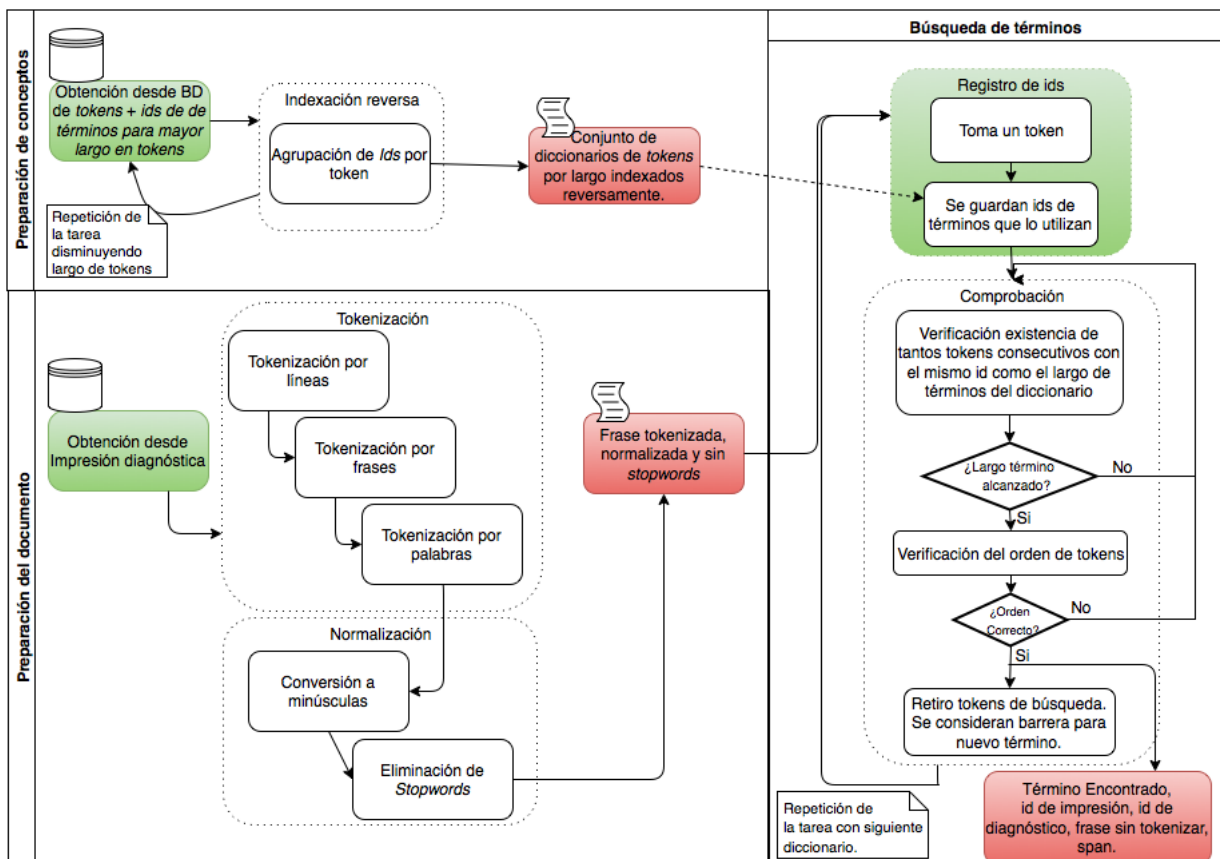 Preparación de conceptos
Obtención desde BD
de tokens + ids de de
términos para mayor
largo en tokens
Indexación reversa
Agrupación de Ids por
token
Conjunto de
diccionarios de tokens
por largo indexados
reversamente.
Repetición de
la tarea
disminuyendo
largo de tokens
Preparación del documento
Obtención desde
Impresión diagnóstica
Tokenización
Tokenización por
líneas
Tokenización por
frases
Tokenización por
palabras
Normalización
Conversión a
minúsculas
Eliminación de
Stopwords
Frase tokenizada,
normalizada y sin
stopwords
Búsqueda de términos
Registro de ids
Toma un token
Se guardan ids de
términos que lo utilizan
Comprobación
Verificación existencia de
tantos tokens consecutivos con
el mismo id como el largo de
términos del diccionario
¿Largo término
alcanzado?
No
Si
Verificación del orden de tokens
¿Orden
Correcto?
No
Si
Retiro tokens de búsqueda.
Se consideran barrera para
nuevo término.
Repetición de
la tarea con siguiente
diccionario.
Término Encontrado,
id de impresión, id de
diagnóstico, frase sin tokenizar,
span.